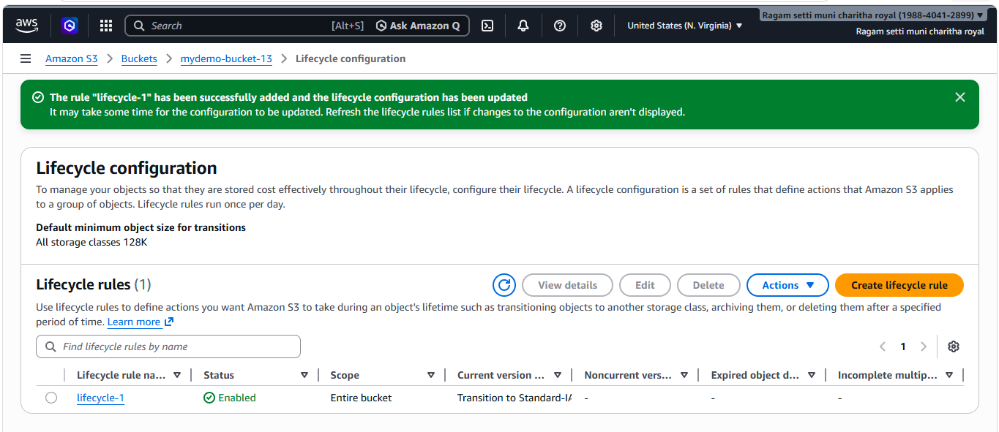 aws
Search [Alt+S] Ask Amazon Q
United States (N. Virginia) ▼
Ragam setti muni charitha royal (1988-4041-2899) ▼
Ragam setti muni charitha royal
Amazon S3 > Buckets > mydemo-bucket-13 > Lifecycle configuration
The rule "lifecycle-1" has been successfully added and the lifecycle configuration has been updated
It may take some time for the configuration to be updated. Refresh the lifecycle rules list if changes to the configuration aren't displayed.
Lifecycle configuration
To manage your objects so that they are stored cost effectively throughout their lifecycle, configure their lifecycle. A lifecycle configuration is a set of rules that define actions that Amazon S3 applies
to a group of objects. Lifecycle rules run once per day.
Default minimum object size for transitions
All storage classes 128K
Lifecycle rules (1)
View details Edit Delete Actions ▼ Create lifecycle rule
Use lifecycle rules to define actions you want Amazon S3 to take during an object's lifetime such as transitioning objects to another storage class, archiving them, or deleting them after a specified
period of time. Learn more
Find lifecycle rules by name
< 1 >
Lifecycle rule na... Status Scope Current version ... Noncurrent vers... Expired object d... Incomplete multip...
lifecycle-1 Enabled Entire bucket Transition to Standard-IA - - -